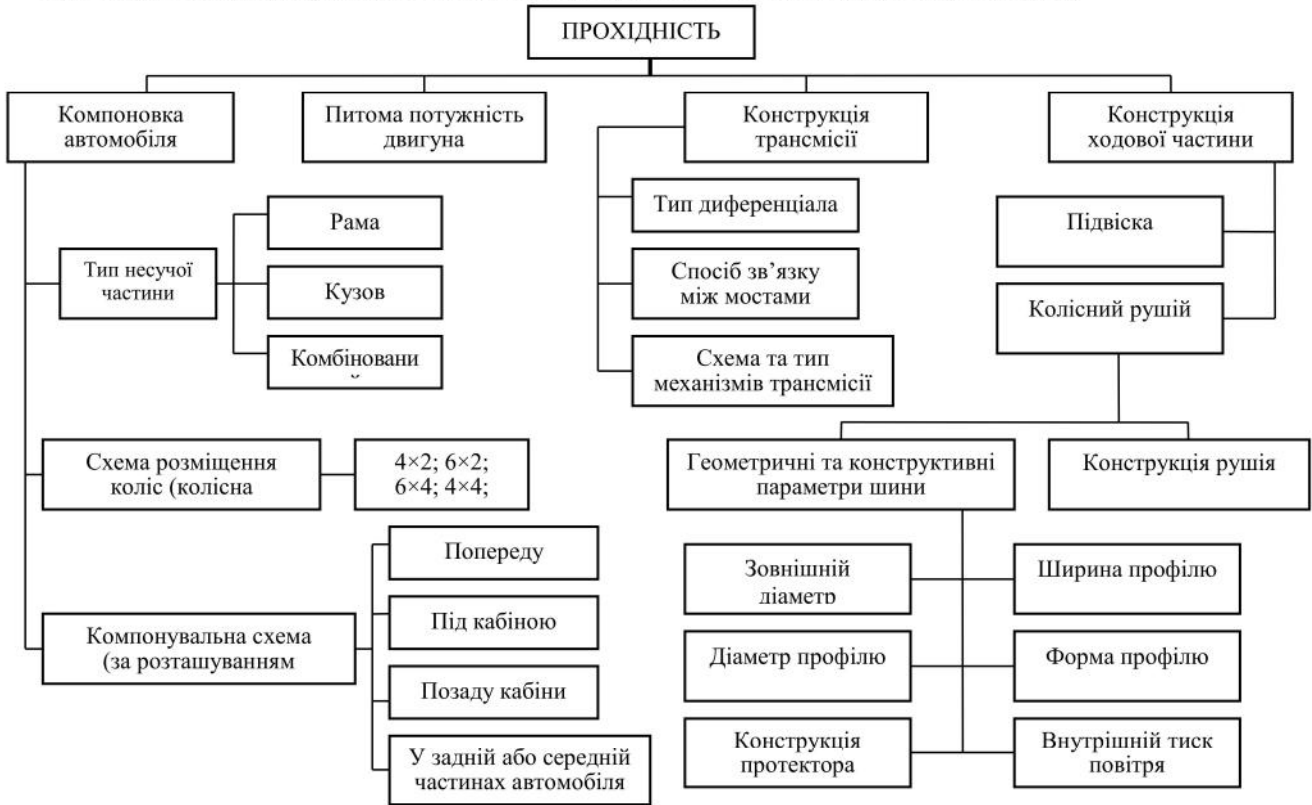 ПРОХІДНІСТЬ
Компоновка
автомобіля
Питома потужність
двигуна
Конструкція
трансмісії
Конструкція
ходової частини
Тип несучої
частини
Рама
Кузов
Комбіновани
й
Тип диференціала
Спосіб зв’язку
між мостами
Схема та тип
механізмів трансмісії
Підвіска
Колісний рушій
Схема розміщення
коліс (колісна
4×2; 6×2;
6×4; 4×4;
Компонувальна схема
(за розташуванням
Попереду
Під кабіною
Позаду кабіни
У задній або середній
частинах автомобіля
Геометричні та конструктивні
параметри шини
Конструкція рушія
Зовнішній
діаметр
Ширина профілю
Діаметр профілю
Форма профілю
Конструкція
протектора
Внутрішній тиск
повітря